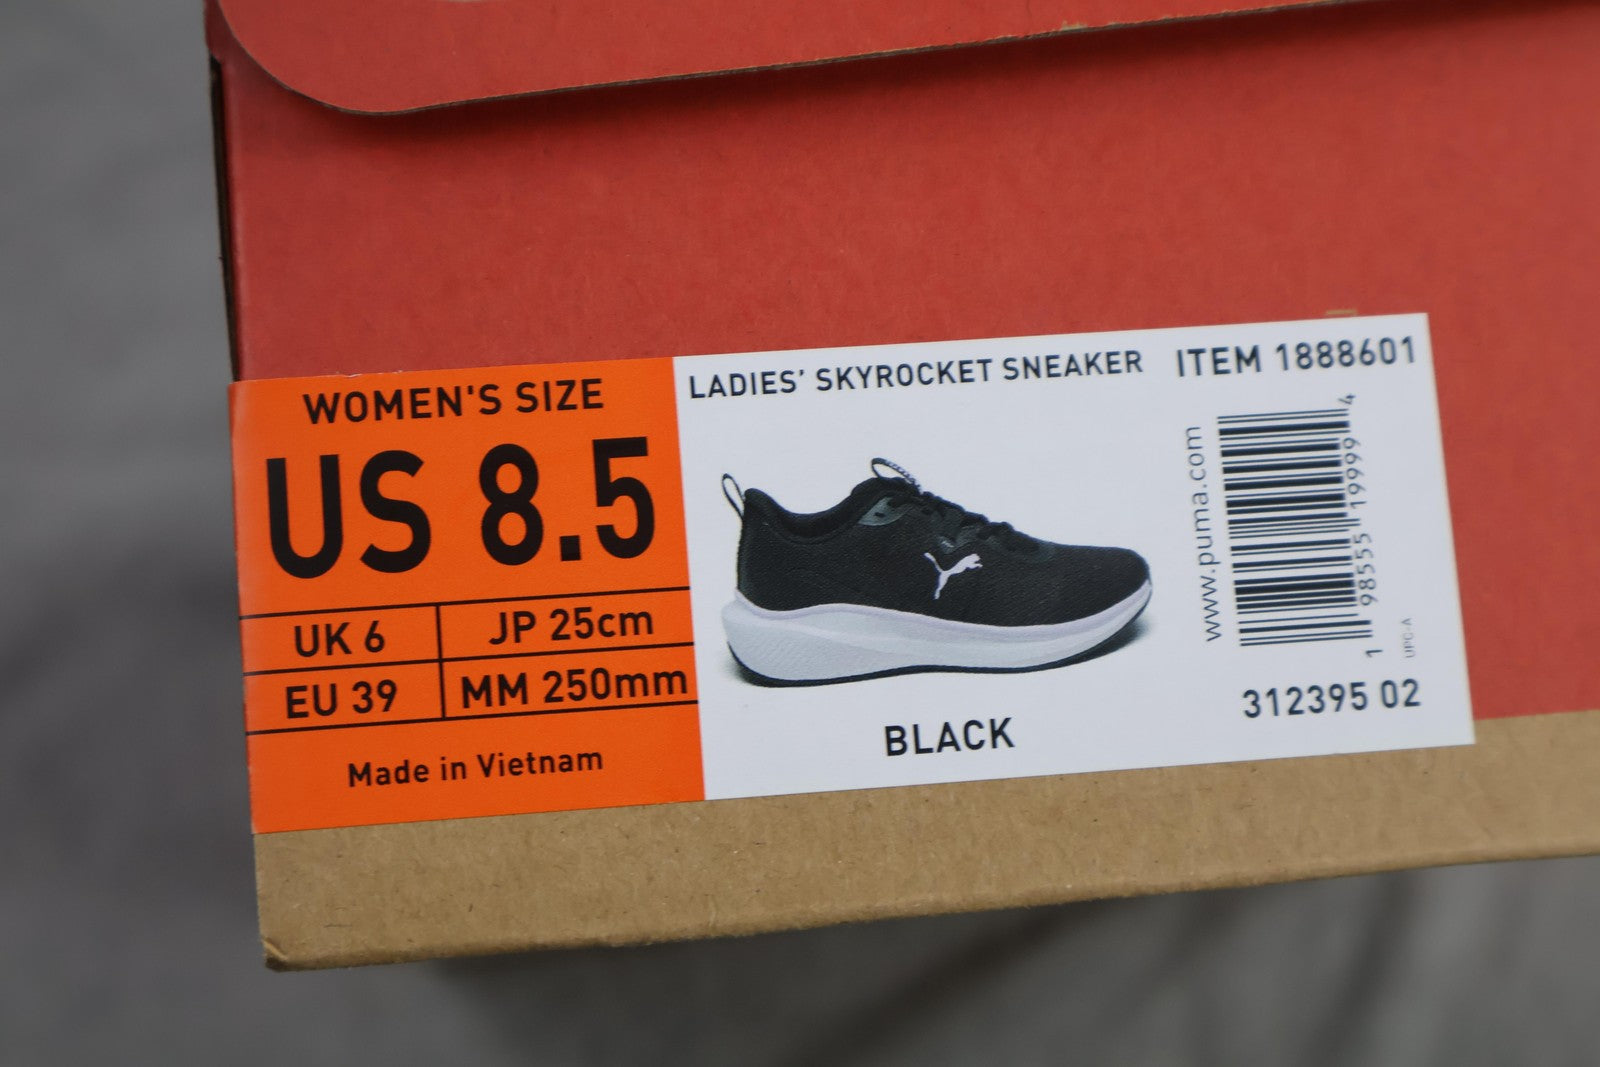 WOMEN'S SIZE
US 8.5
UK 6
JP 25cm
EU 39
MM 250mm
Made in Vietnam
LADIES’ SKYROCKET SNEAKER
BLACK
ITEM 1888601
www.puma.com
1 98555 19999 4
UPC-A
312395 02